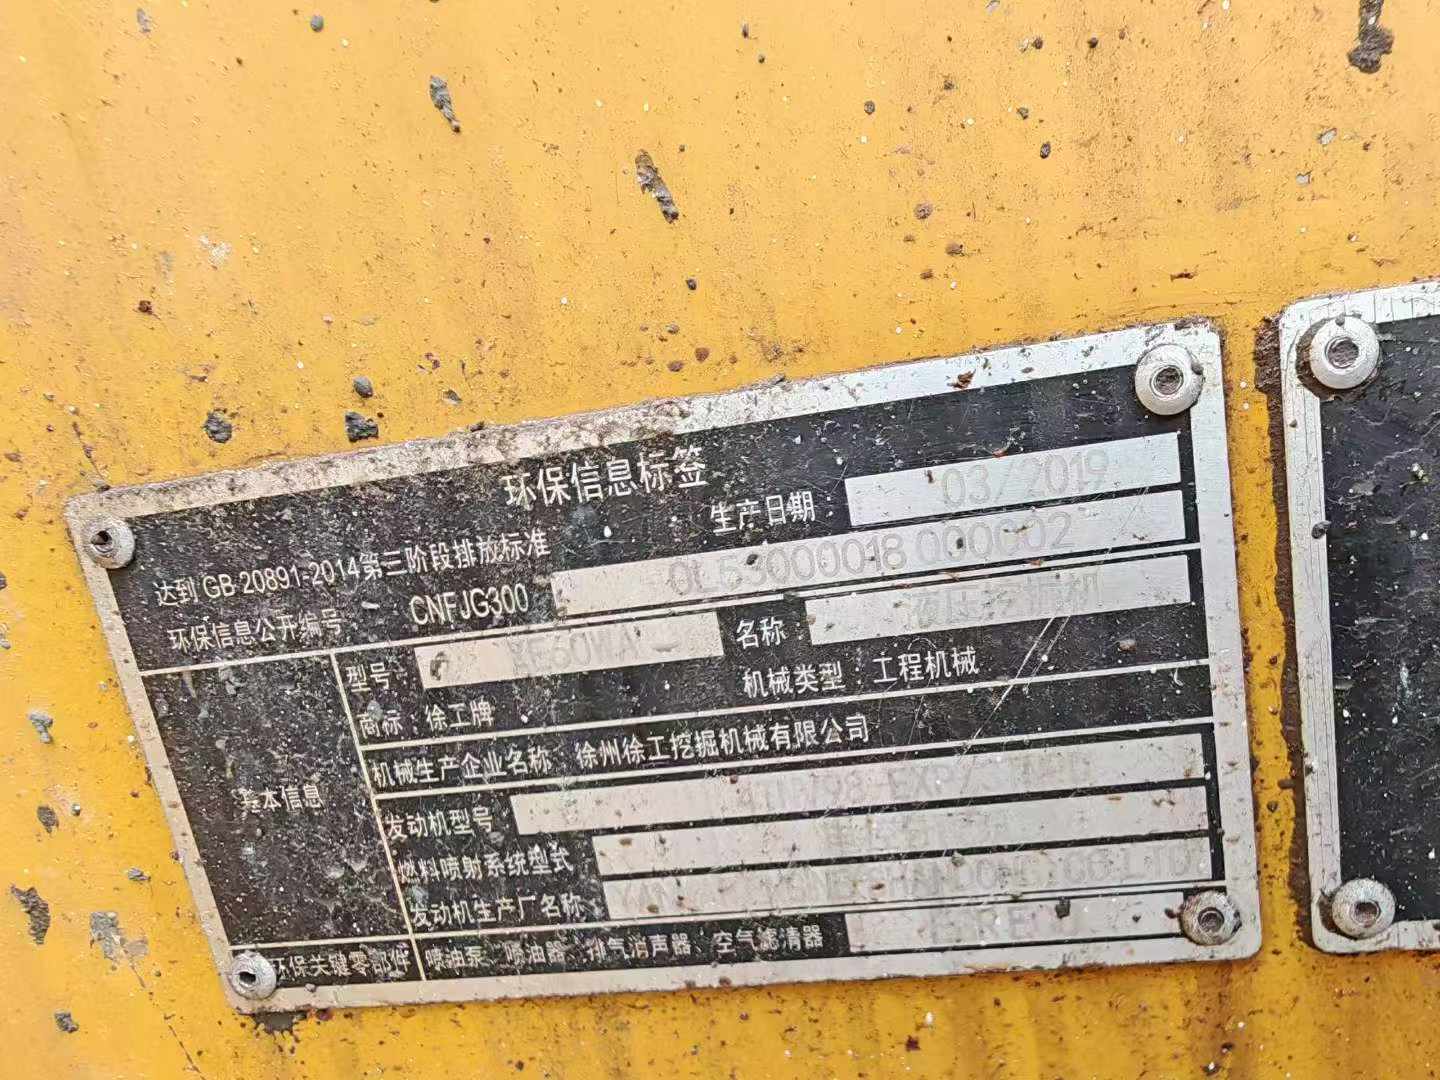 环保信息标签
生产日期： 03/2019
达到 GB 20891-2014第三阶段排放标准
环保信息公开编号 CNFJG300 0L53000018 000002
型号： XE60WA 名称： 液压挖掘机
商标：徐工牌 机械类型：工程机械
机械生产企业名称 徐州徐工挖掘机械有限公司
基本信息
发动机型号
燃料喷射系统型式
发动机生产厂名称 CO.LTD
环保关键零部件 喷油泵、喷油器、排气消声器、空气滤清器